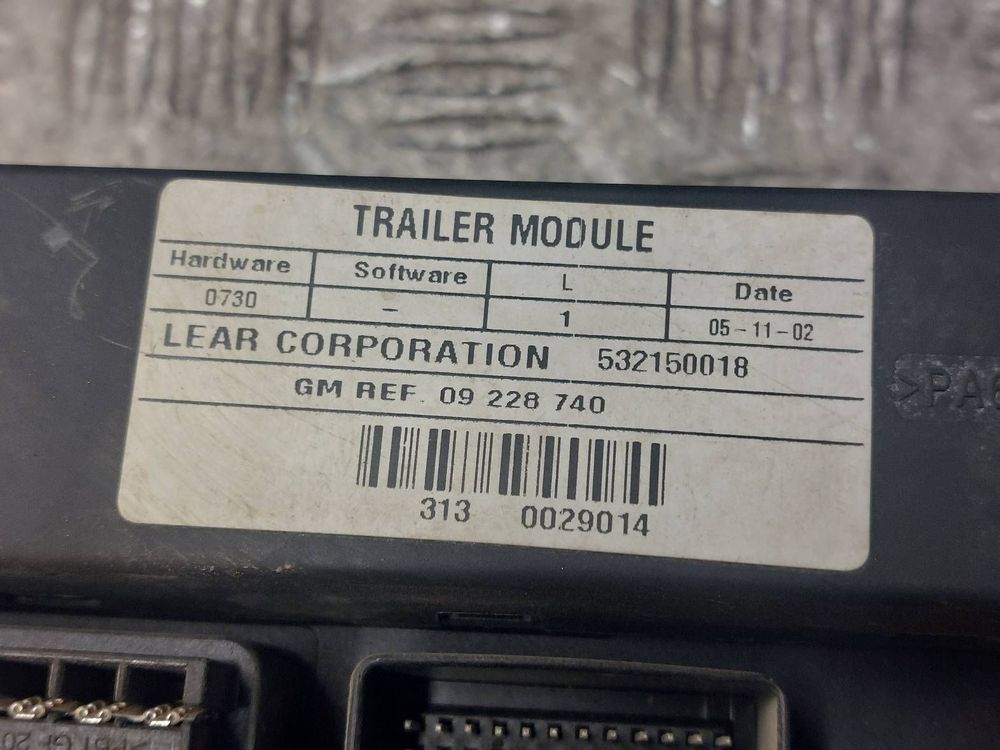 TRAILER MODULE
Hardware Software L Date
0730 – 1 05-11-02
LEAR CORPORATION 532150018
GM REF. 09 228 740
313 0029014
>PA